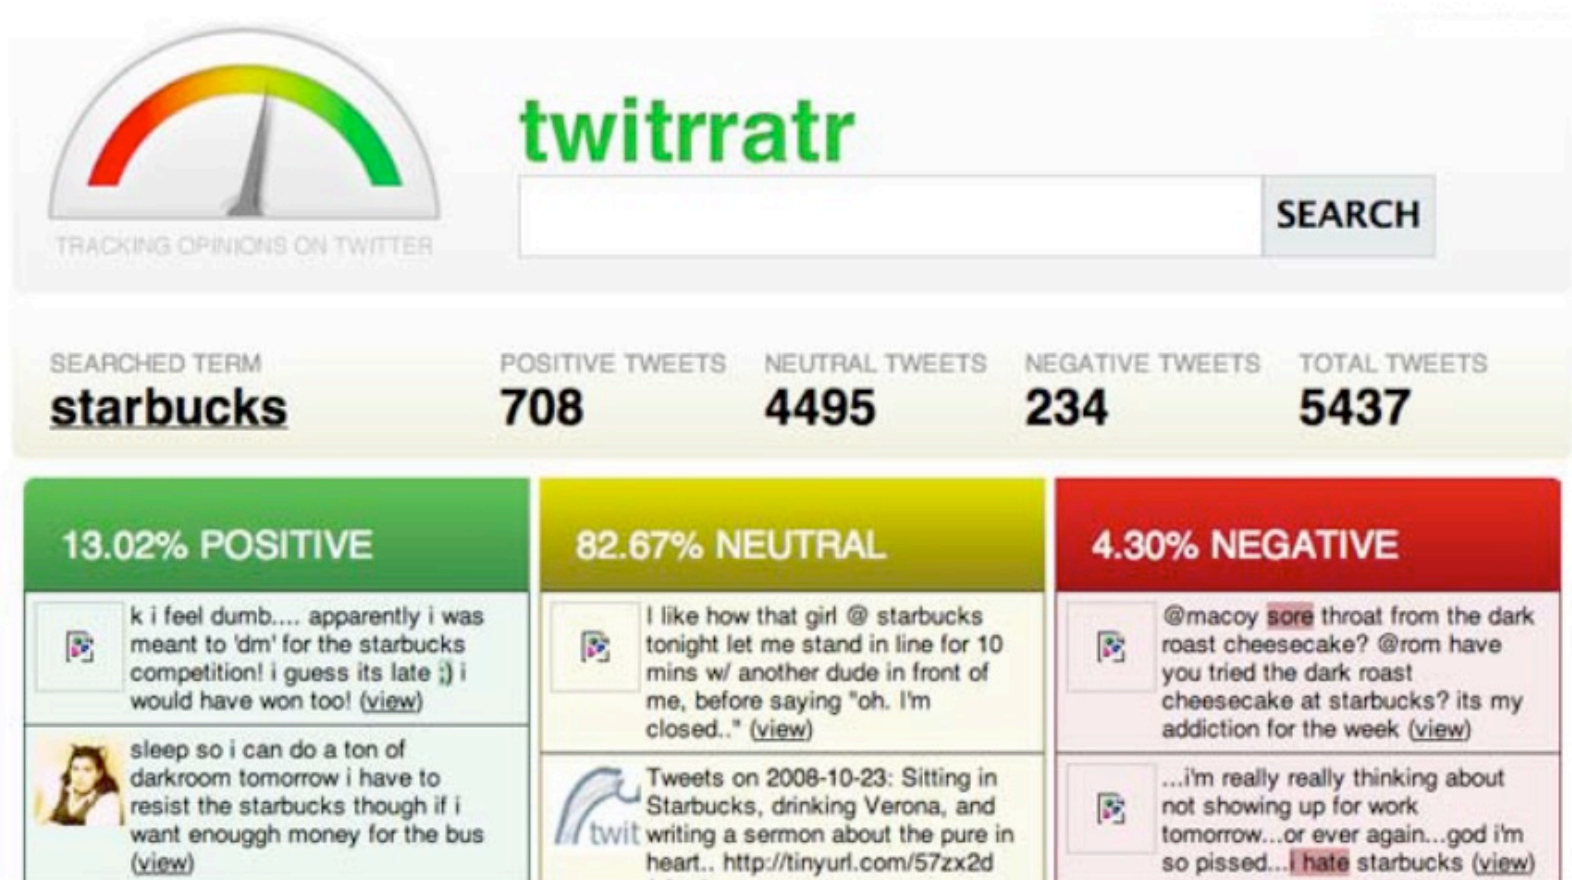 twitrratr
SEARCH
TRACKING OPINIONS ON TWITTER
SEARCHED TERM
starbucks
POSITIVE TWEETS
708
NEUTRAL TWEETS
4495
NEGATIVE TWEETS
234
TOTAL TWEETS
5437
13.02% POSITIVE
k i feel dumb.... apparently i was
meant to 'dm' for the starbucks
competition! i guess its late ;) i
would have won too! (view)
sleep so i can do a ton of
darkroom tomorrow i have to
resist the starbucks though if i
want enouggh money for the bus
(view)
82.67% NEUTRAL
I like how that girl @ starbucks
tonight let me stand in line for 10
mins w/ another dude in front of
me, before saying "oh. I'm
closed.." (view)
twit
Tweets on 2008-10-23: Sitting in
Starbucks, drinking Verona, and
writing a sermon about the pure in
heart.. http://tinyurl.com/57zx2d
4.30% NEGATIVE
@macoy sore throat from the dark
roast cheesecake? @rom have
you tried the dark roast
cheesecake at starbucks? its my
addiction for the week (view)
...i'm really really thinking about
not showing up for work
tomorrow...or ever again...god i'm
so pissed...i hate starbucks (view)